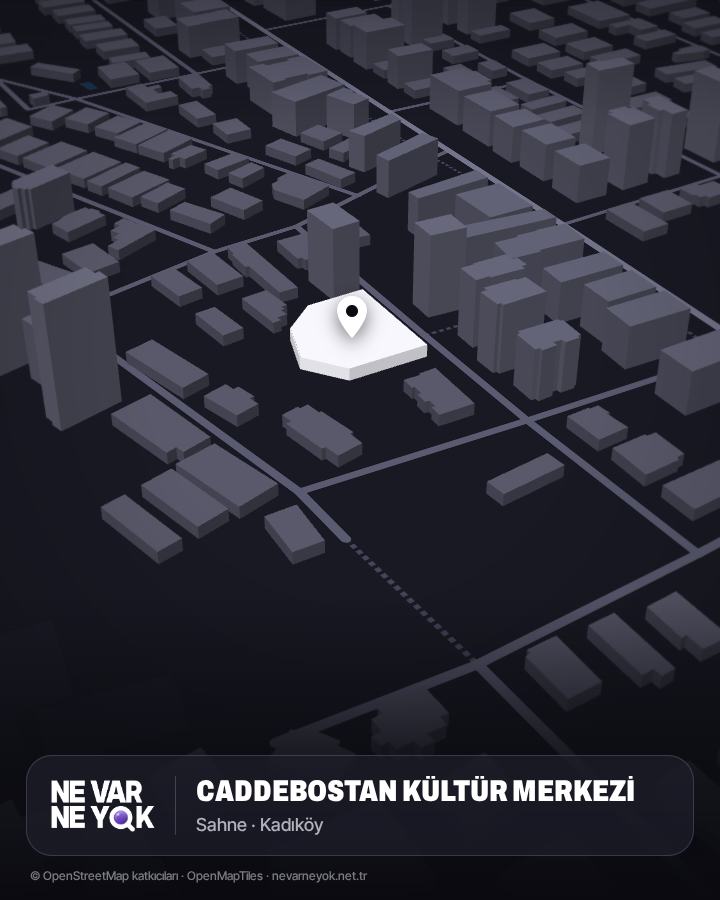 NE VAR
NE YOK
CADDEBOSTAN KÜLTÜR MERKEZİ
Sahne · Kadıköy
© OpenStreetMap katkıcıları · OpenMapTiles · nevarneyok.net.tr